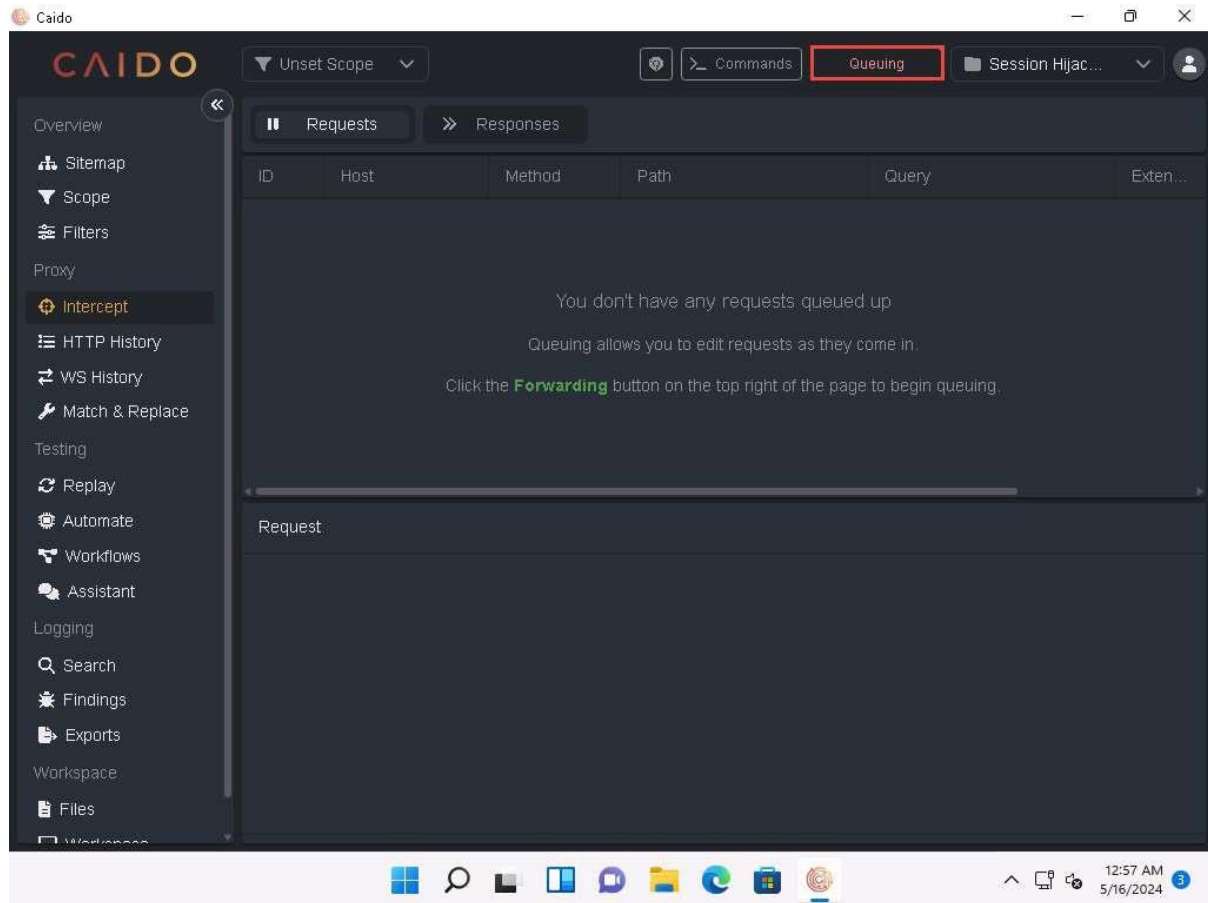 Caido
CAIDO
Unset Scope
Commands
Queuing
Session Hijac...
Overview
Sitemap
Scope
Filters
Proxy
Intercept
HTTP History
WS History
Match & Replace
Testing
Replay
Automate
Workflows
Assistant
Logging
Search
Findings
Exports
Workspace
Files
Workspace
Requests
Responses
ID Host Method Path Query Exten...
You don't have any requests queued up
Queuing allows you to edit requests as they come in.
Click the Forwarding button on the top right of the page to begin queuing.
Request
12:57 AM
5/16/2024
3